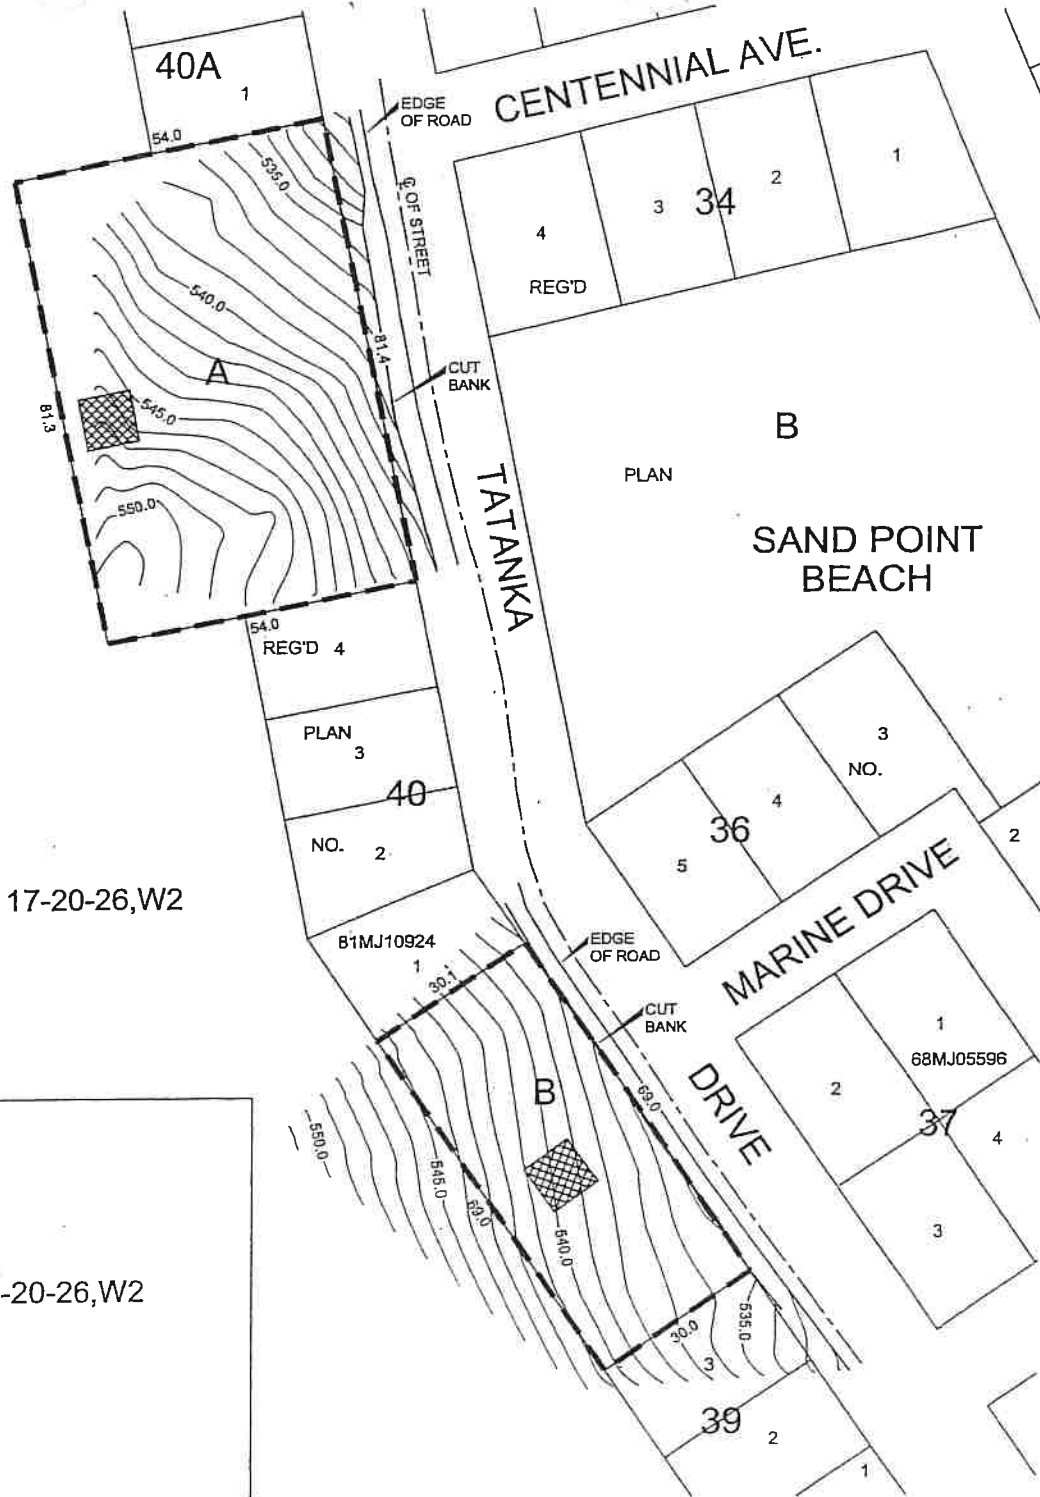 40A
1
CENTENNIAL AVE.
EDGE
OF ROAD
54.0
535.0
℄ OF STREET
4
3
34
2
1
REG'D
540.0
A
81.4
81.3
CUT
BANK
545.0
B
PLAN
550.0
TATANKA
SAND POINT
BEACH
54.0
REG'D 4
PLAN
3
40
NO.
2
3
NO.
4
36
5
2
17-20-26,W2
81MJ10924
1
30.1
EDGE
OF ROAD
MARINE DRIVE
CUT
BANK
1
68MJ05596
2
37
4
3
B
69.0
DRIVE
550.0
545.0
69.0
540.0
535.0
30.0
3
-20-26,W2
39
2
1